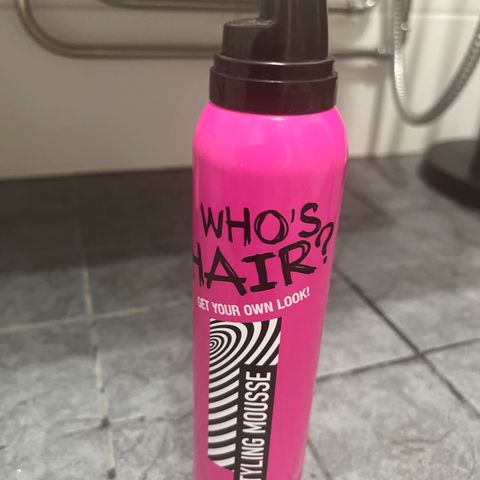 WHO'S
HAIR?
GET YOUR OWN LOOK!
STYLING MOUSSE